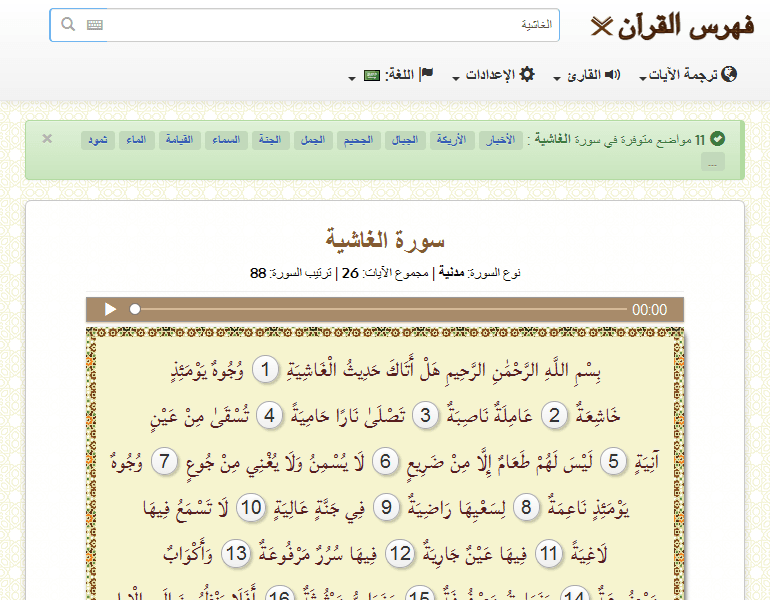 فهرس القرآن
الغاشية
ترجمة الآيات
القارئ
الإعدادات
اللغة:
11 مواضع متوفرة في سورة الغاشية : الأخبار الأريكة الجبال الجحيم الجمل الجنة السماء القيامة الماء ثمود
...
سورة الغاشية
نوع السورة: مدنية | مجموع الآيات: 26 | ترتيب السورة: 88
00:00
بِسْمِ اللَّهِ الرَّحْمَٰنِ الرَّحِيمِ هَلْ أَتَاكَ حَدِيثُ الْغَاشِيَةِ 1 وُجُوهٌ يَوْمَئِذٍ
خَاشِعَةٌ 2 عَامِلَةٌ نَاصِبَةٌ 3 تَصْلَىٰ نَارًا حَامِيَةً 4 تُسْقَىٰ مِنْ عَيْنٍ
آنِيَةٍ 5 لَيْسَ لَهُمْ طَعَامٌ إِلَّا مِنْ ضَرِيعٍ 6 لَا يُسْمِنُ وَلَا يُغْنِي مِنْ جُوعٍ 7 وُجُوهٌ
يَوْمَئِذٍ نَاعِمَةٌ 8 لِسَعْيِهَا رَاضِيَةٌ 9 فِي جَنَّةٍ عَالِيَةٍ 10 لَا تَسْمَعُ فِيهَا
لَاغِيَةً 11 فِيهَا عَيْنٌ جَارِيَةٌ 12 فِيهَا سُرُرٌ مَرْفُوعَةٌ 13 وَأَكْوَابٌ